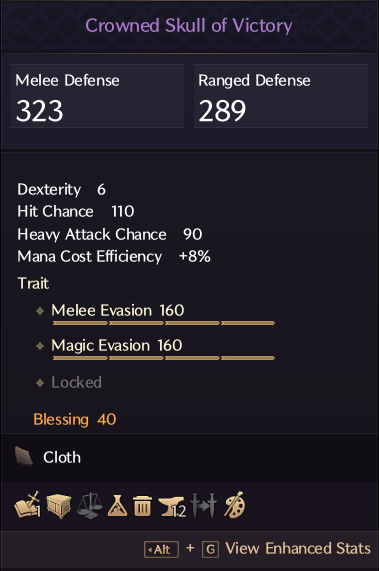 Crowned Skull of Victory
Melee Defense Ranged Defense
323 289
Dexterity 6
Hit Chance 110
Heavy Attack Chance 90
Mana Cost Efficiency +8%
Trait
Melee Evasion 160
Magic Evasion 160
Locked
Blessing 40
Cloth
1 12
Alt + G View Enhanced Stats